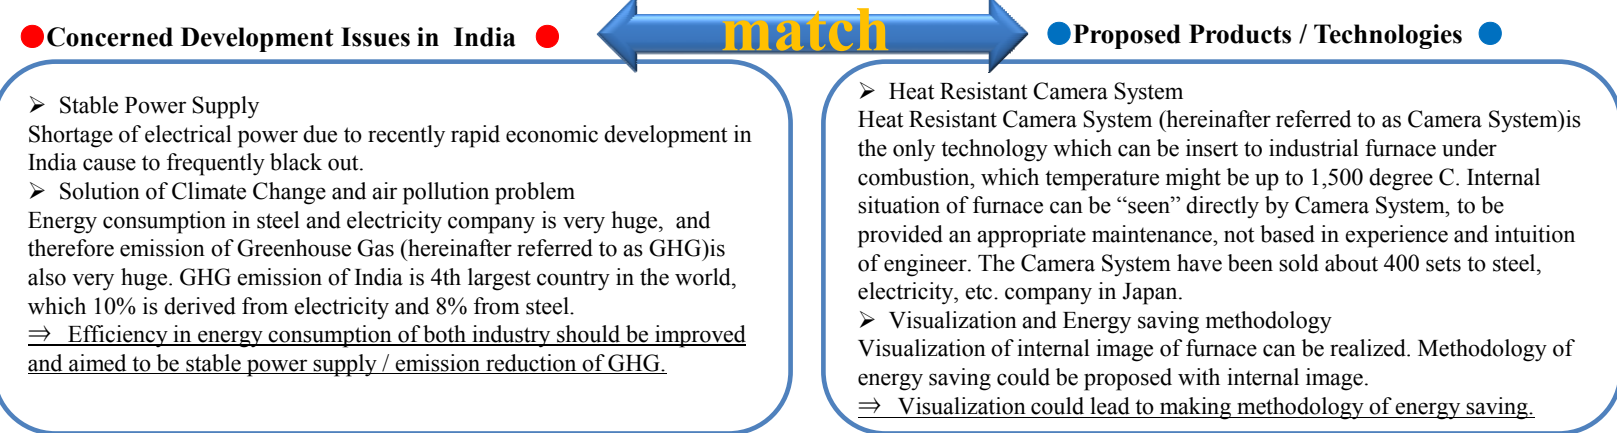 ●Concerned Development Issues in India ●
match
●Proposed Products / Technologies ●
➢ Stable Power Supply
Shortage of electrical power due to recently rapid economic development in
India cause to frequently black out.
➢ Solution of Climate Change and air pollution problem
Energy consumption in steel and electricity company is very huge, and
therefore emission of Greenhouse Gas (hereinafter referred to as GHG)is
also very huge. GHG emission of India is 4th largest country in the world,
which 10% is derived from electricity and 8% from steel.
⇒ Efficiency in energy consumption of both industry should be improved
and aimed to be stable power supply / emission reduction of GHG.
➢ Heat Resistant Camera System
Heat Resistant Camera System (hereinafter referred to as Camera System)is
the only technology which can be insert to industrial furnace under
combustion, which temperature might be up to 1,500 degree C. Internal
situation of furnace can be “seen” directly by Camera System, to be
provided an appropriate maintenance, not based in experience and intuition
of engineer. The Camera System have been sold about 400 sets to steel,
electricity, etc. company in Japan.
➢ Visualization and Energy saving methodology
Visualization of internal image of furnace can be realized. Methodology of
energy saving could be proposed with internal image.
⇒ Visualization could lead to making methodology of energy saving.